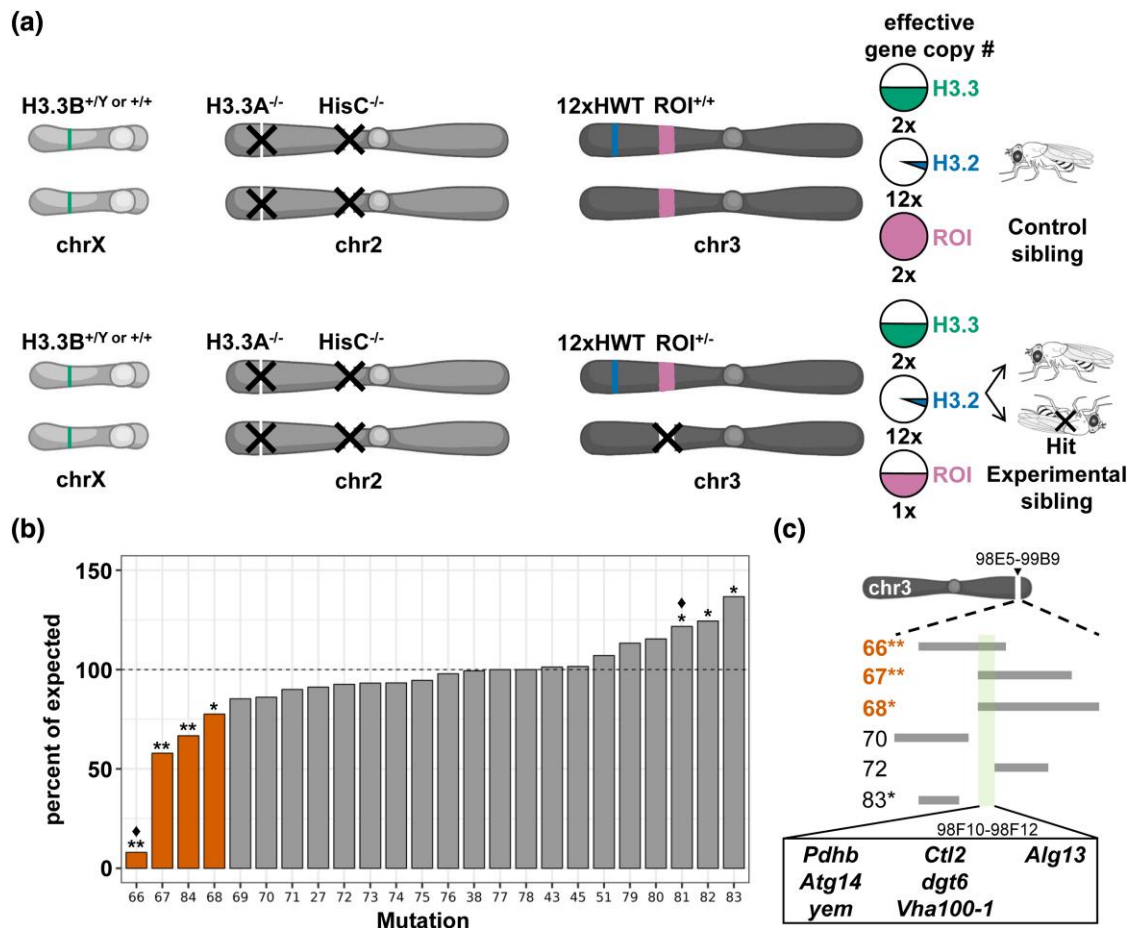 (a)
effective
gene copy #
H3.3B+/Y or +/+ H3.3A-/- HisC-/- 12xHWT ROI+/+
H3.3
2x
H3.2
12x
ROI
2x
Control
sibling
chrX chr2 chr3
H3.3B+/Y or +/+ H3.3A-/- HisC-/- 12xHWT ROI+/-
H3.3
2x
H3.2
12x
ROI
1x
Hit
Experimental
sibling
chrX chr2 chr3
(b)
percent of expected
150
100
50
0
♦
**
**
**
*
♦
*
*
*
66 67 84 68 69 70 71 27 72 73 74 75 76 38 77 78 43 45 51 79 80 81 82 83
Mutation
(c)
98E5-99B9
chr3
66**
67**
68*
70
72
83*
98F10-98F12
Pdhb Ctl2 Alg13
Atg14 dgt6
yem Vha100-1